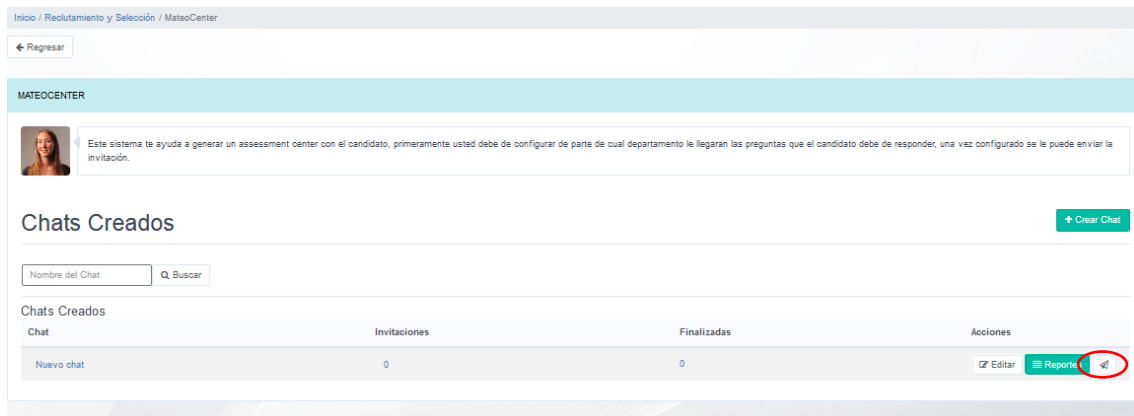 Inicio / Reclutamiento y Selección / MateoCenter
Regresar
MATEOCENTER
Este sistema te ayuda a generar un assessment center con el candidato, primeramente usted debe de configurar de parte de cual departamento le llegaran las preguntas que el candidato debe de responder, una vez configurado se le puede enviar la
invitación.
Chats Creados
+ Crear Chat
Nombre del Chat
Buscar
Chats Creados
Chat Invitaciones Finalizadas Acciones
Nuevo chat 0 0 Editar Reportes